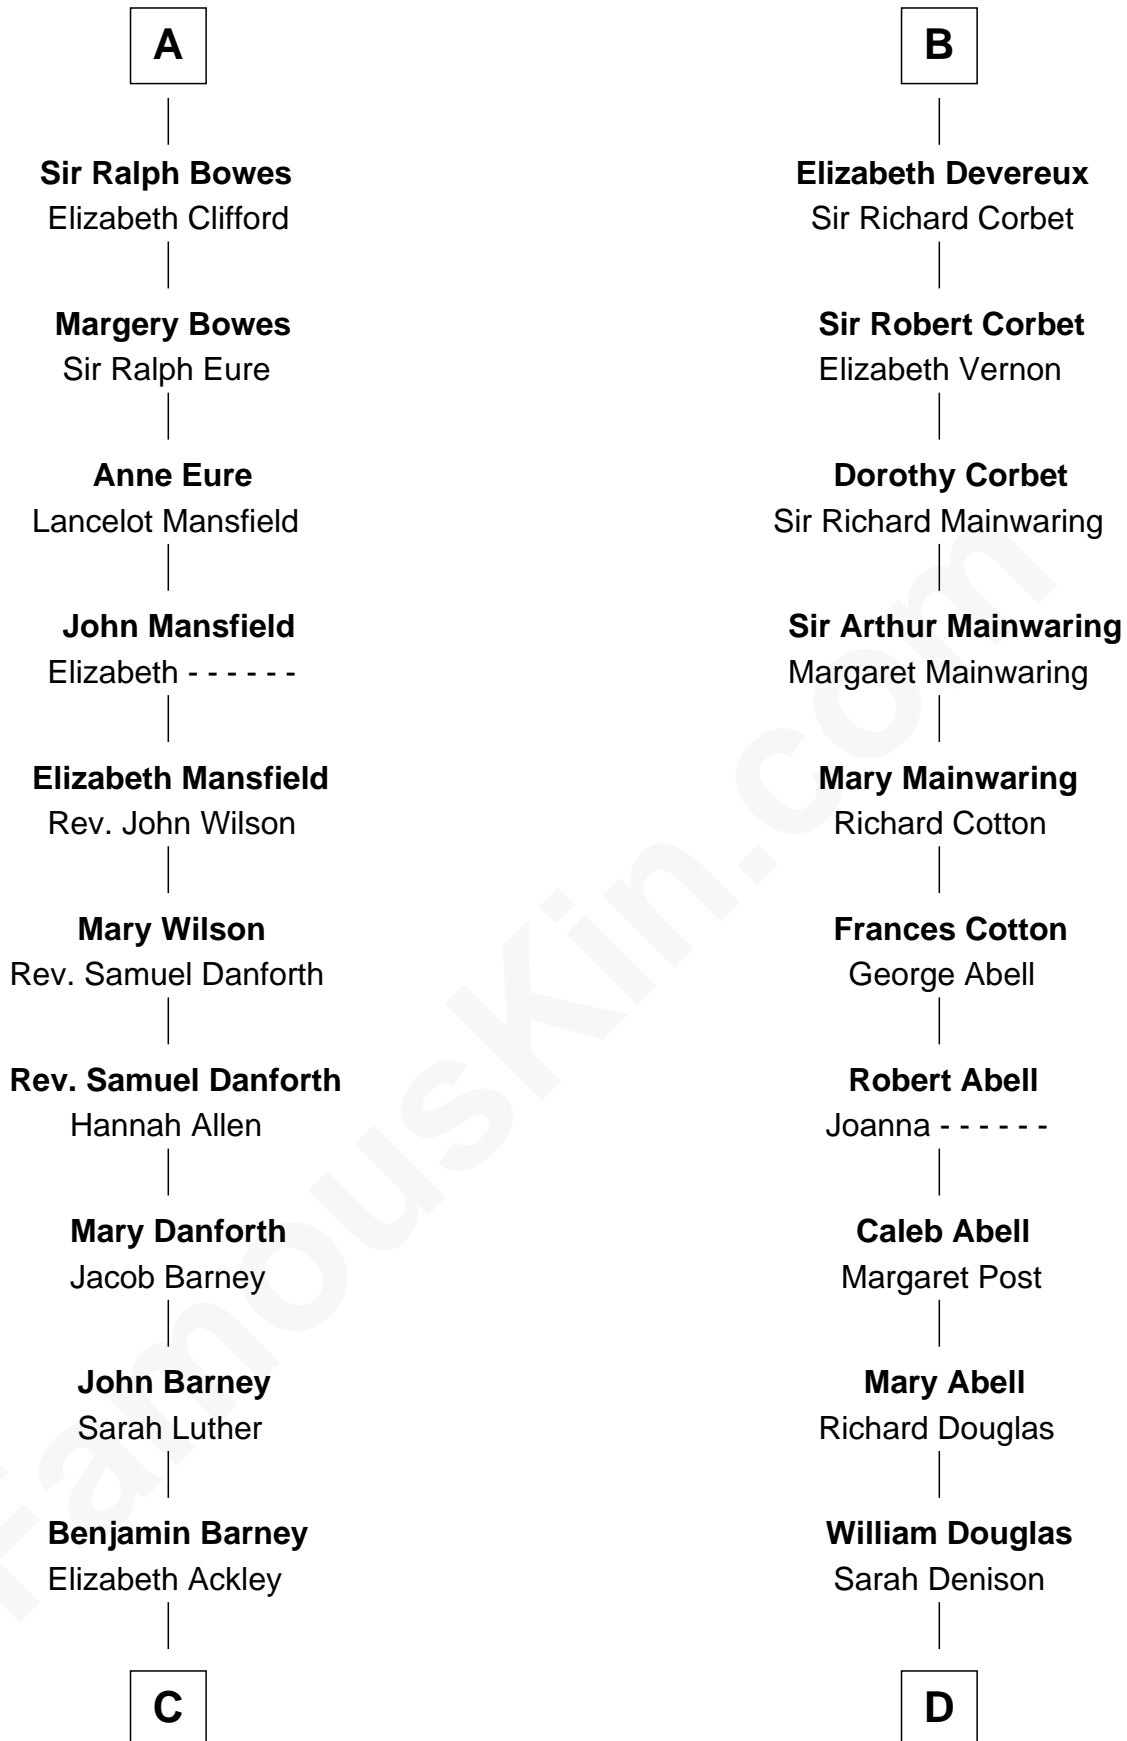 A
Sir Ralph Bowes
Elizabeth Clifford
Margery Bowes
Sir Ralph Eure
Anne Eure
Lancelot Mansfield
John Mansfield
Elizabeth - - - - - -
Elizabeth Mansfield
Rev. John Wilson
Mary Wilson
Rev. Samuel Danforth
Rev. Samuel Danforth
Hannah Allen
Mary Danforth
Jacob Barney
John Barney
Sarah Luther
Benjamin Barney
Elizabeth Ackley
C
B
Elizabeth Devereux
Sir Richard Corbet
Sir Robert Corbet
Elizabeth Vernon
Dorothy Corbet
Sir Richard Mainwaring
Sir Arthur Mainwaring
Margaret Mainwaring
Mary Mainwaring
Richard Cotton
Frances Cotton
George Abell
Robert Abell
Joanna - - - - - -
Caleb Abell
Margaret Post
Mary Abell
Richard Douglas
William Douglas
Sarah Denison
D
FamousKin.com